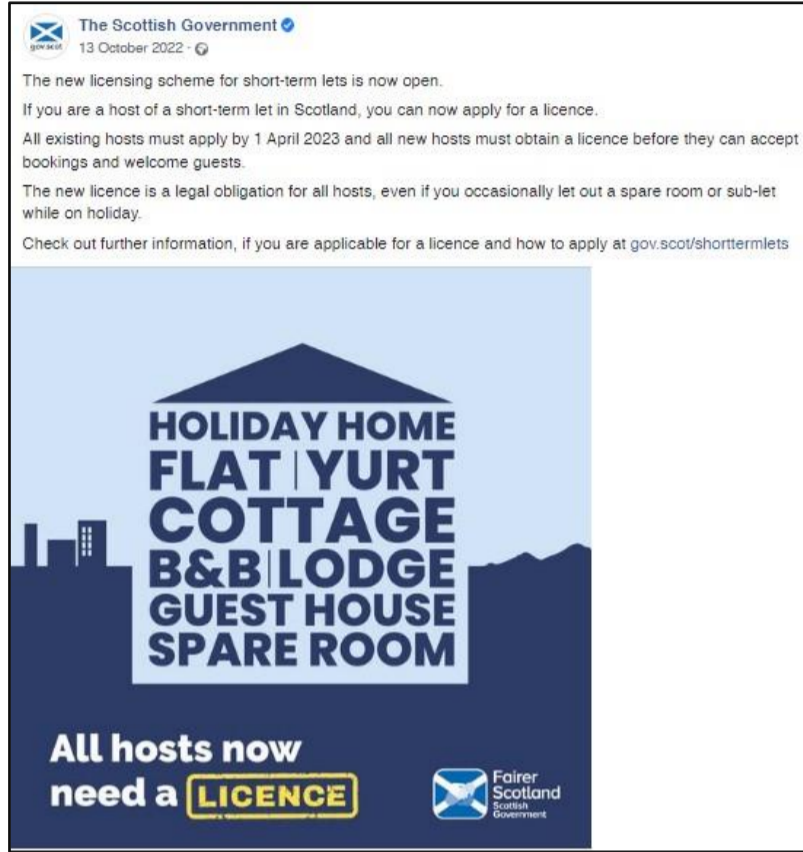 The Scottish Government
gov.scot
13 October 2022 ·
The new licensing scheme for short-term lets is now open.
If you are a host of a short-term let in Scotland, you can now apply for a licence.
All existing hosts must apply by 1 April 2023 and all new hosts must obtain a licence before they can accept
bookings and welcome guests.
The new licence is a legal obligation for all hosts, even if you occasionally let out a spare room or sub-let
while on holiday.
Check out further information, if you are applicable for a licence and how to apply at gov.scot/shorttermlets
HOLIDAY HOME
FLAT | YURT
COTTAGE
B&B | LODGE
GUEST HOUSE
SPARE ROOM
All hosts now
need a LICENCE
Fairer
Scotland
Scottish
Government